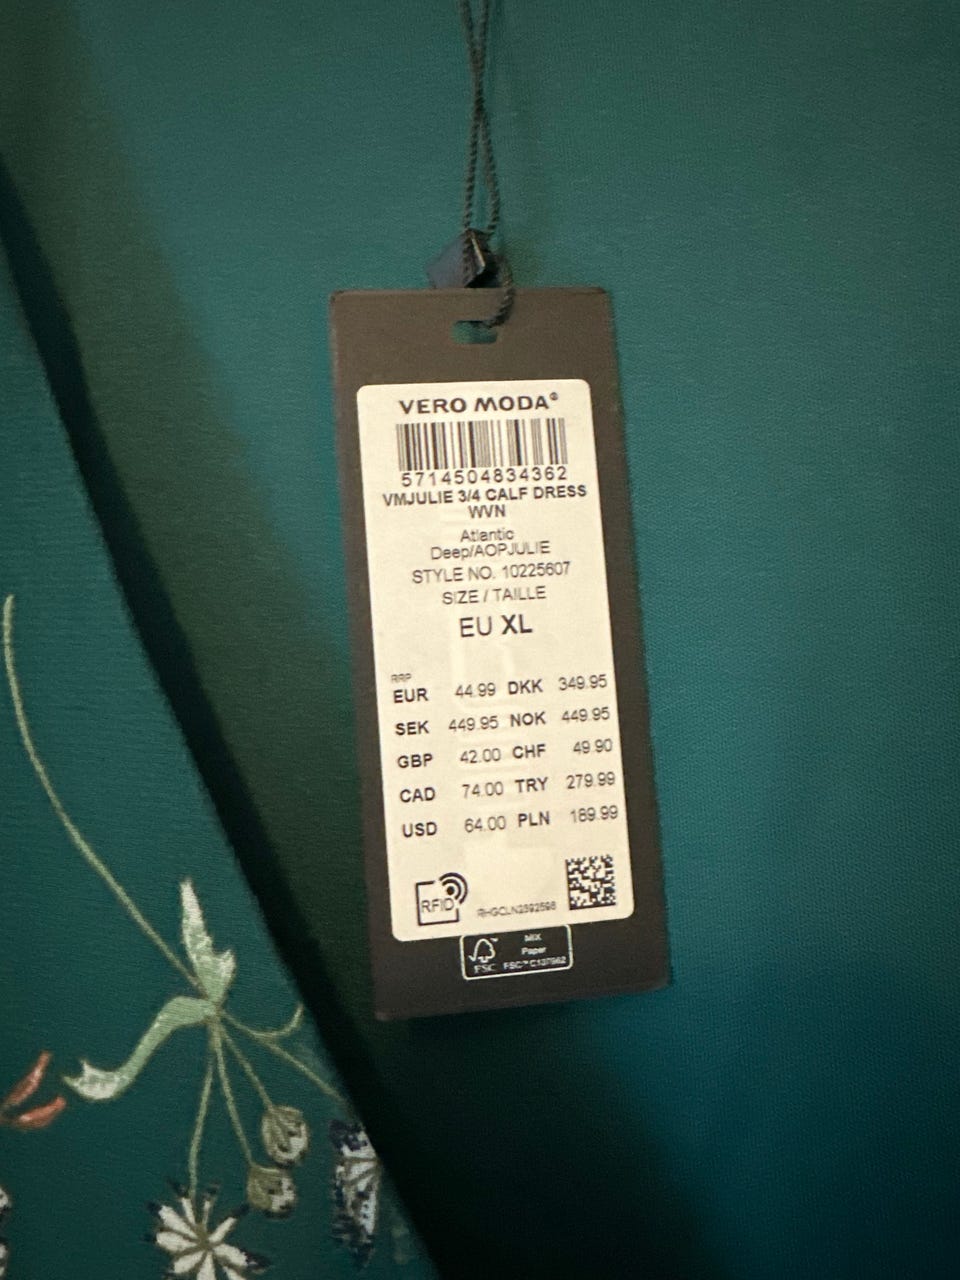 VERO MODA®
5714504834362
VMJULIE 3/4 CALF DRESS
WVN
Atlantic
Deep/AOPJULIE
STYLE NO. 10225607
SIZE / TAILLE
EU XL
RRP
EUR 44.99 DKK 349.95
SEK 449.95 NOK 449.95
GBP 42.00 CHF 49.90
CAD 74.00 TRY 279.99
USD 64.00 PLN 189.99
RFID
MIX
Paper
FSC™